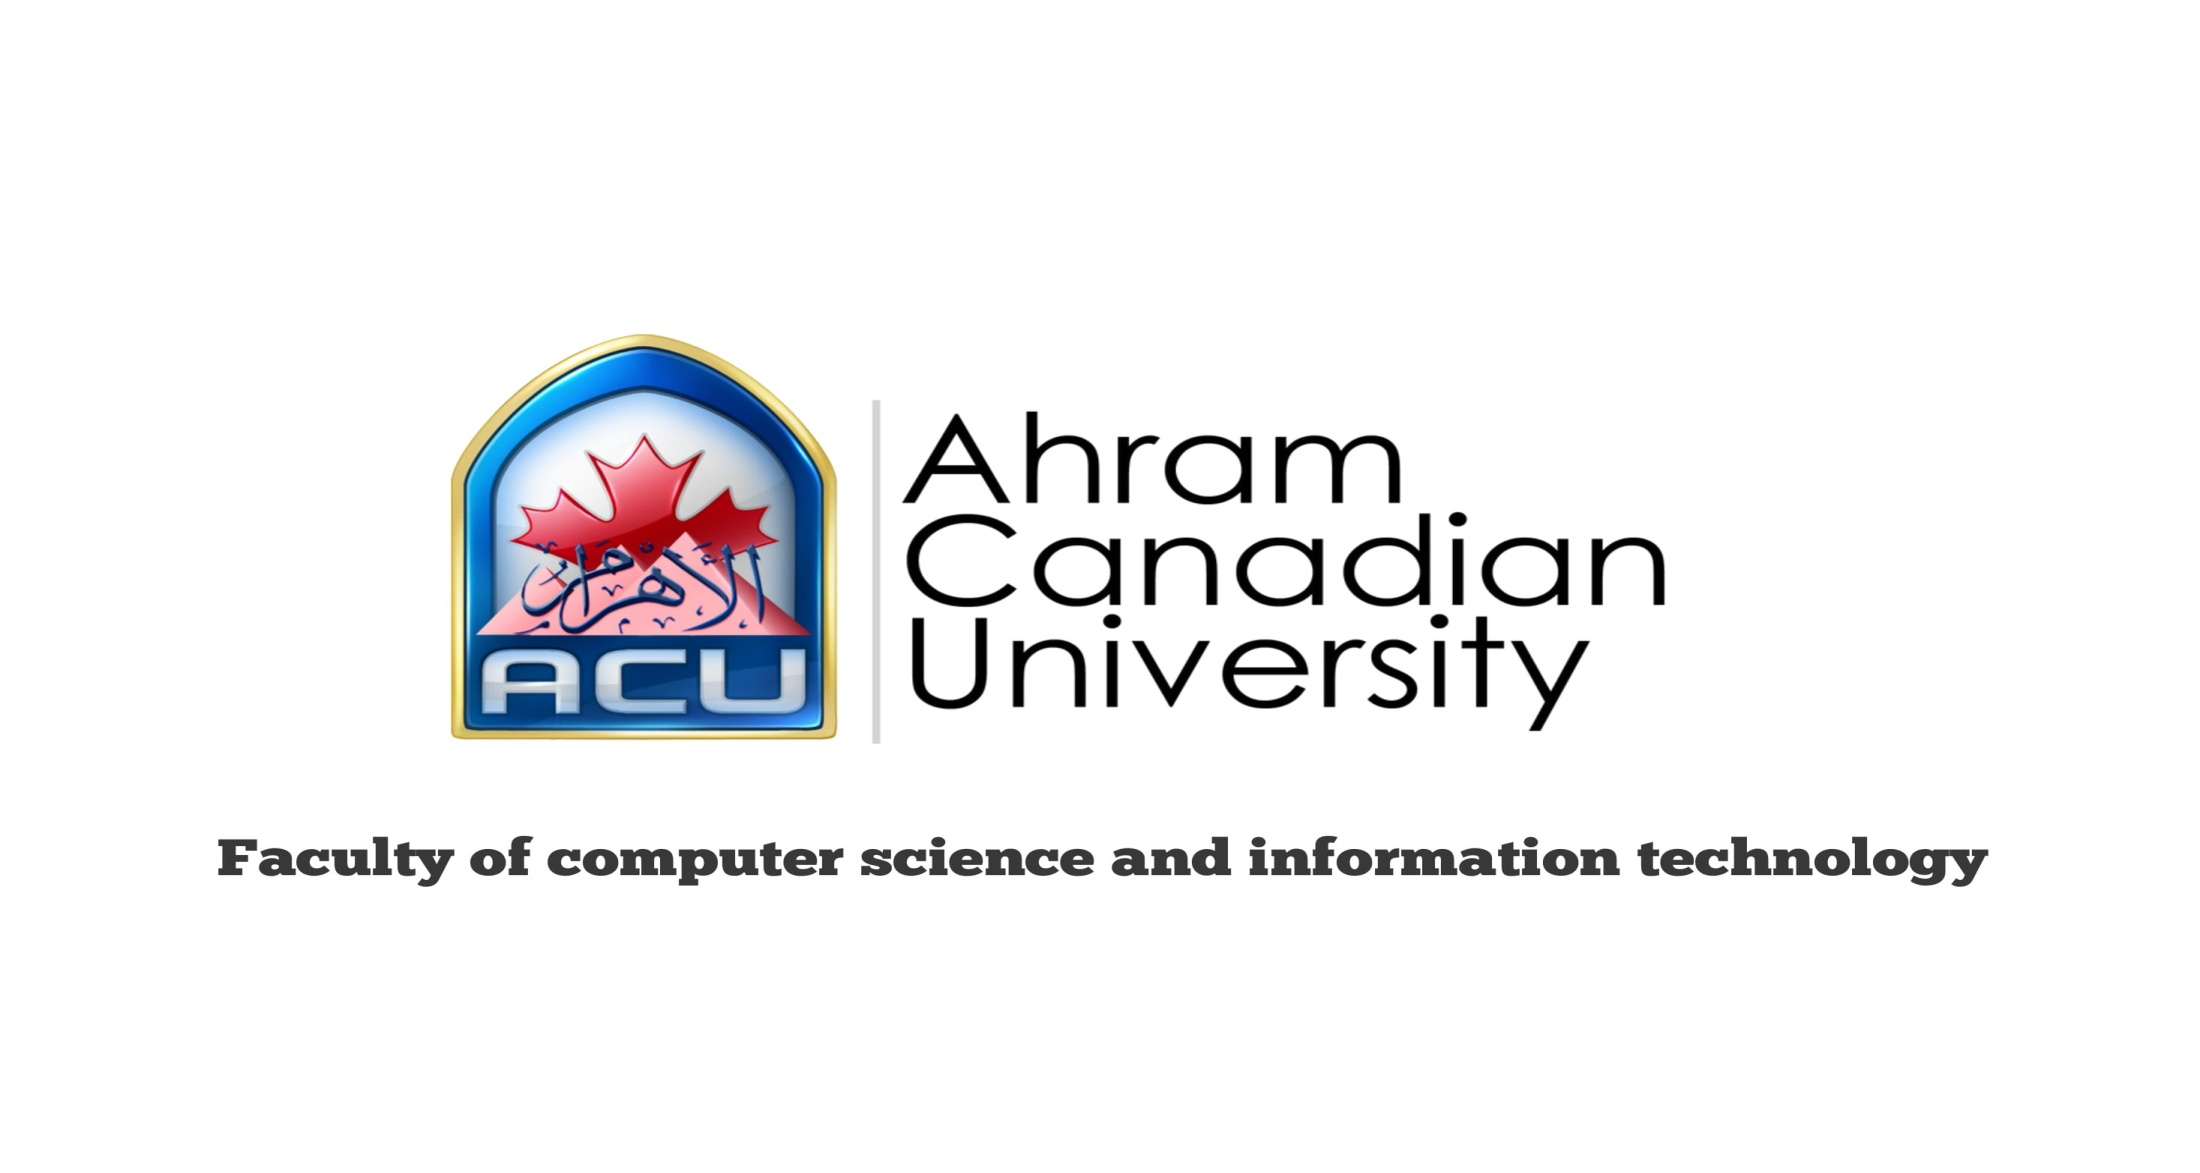 الأهرام
ACU
Ahram
Canadian
University
Faculty of computer science and information technology